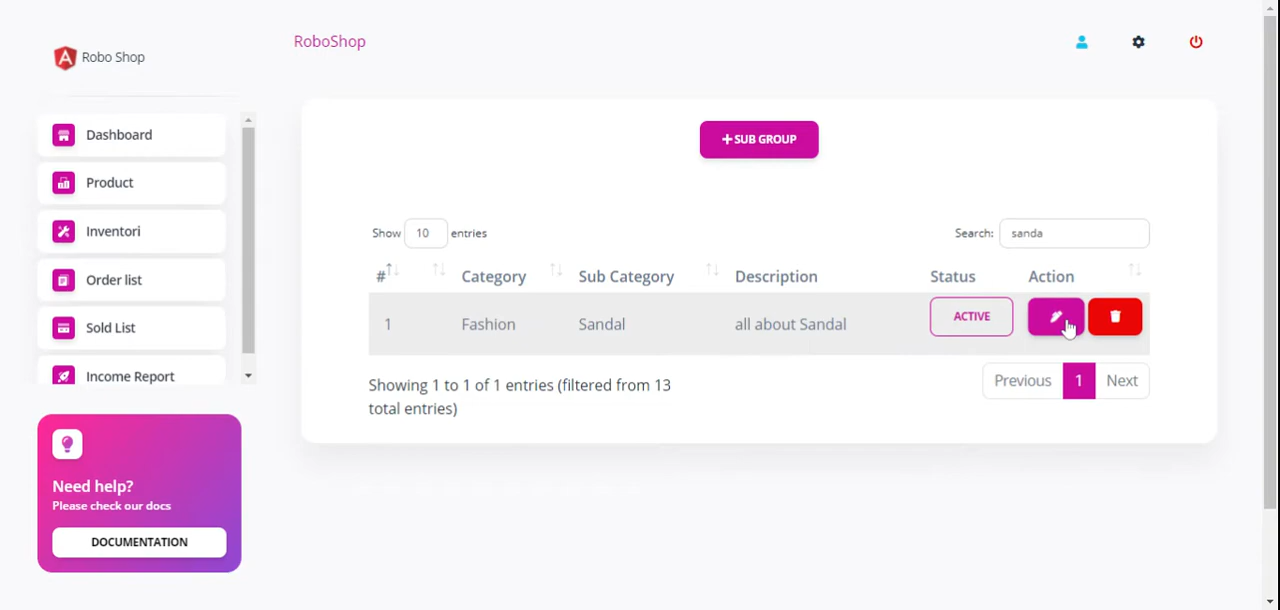 Robo Shop
RoboShop
Dashboard
Product
Inventori
Order list
Sold List
Income Report
Need help?
Please check our docs
DOCUMENTATION
+SUB GROUP
Show 10 entries
Search: sanda
# Category Sub Category Description Status Action
1 Fashion Sandal all about Sandal ACTIVE
Showing 1 to 1 of 1 entries (filtered from 13
total entries)
Previous 1 Next